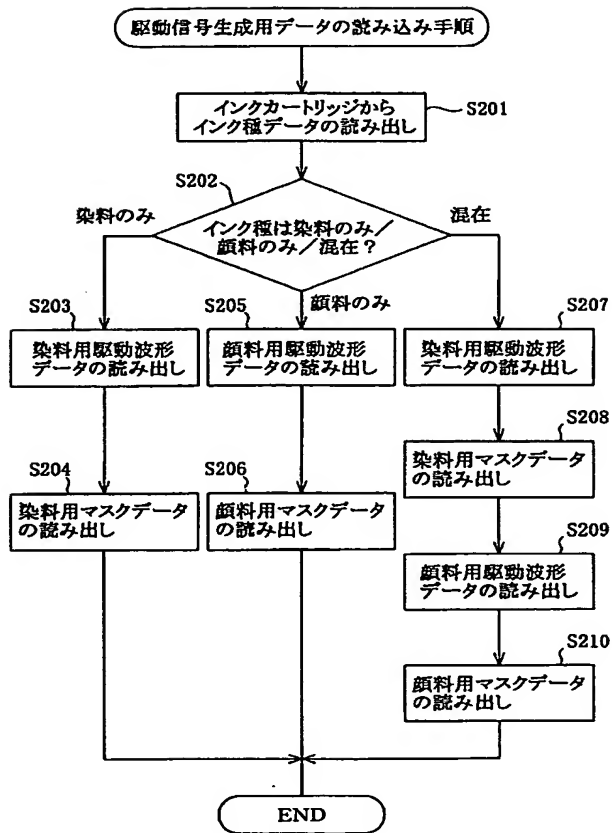 駆動信号生成用データの読み込み手順
インクカートリッジから
インク種データの読み出し
S201
S202
インク種は染料のみ/
顔料のみ/混在?
染料のみ
顔料のみ
混在
S203
染料用駆動波形
データの読み出し
S205
顔料用駆動波形
データの読み出し
S207
染料用駆動波形
データの読み出し
S204
染料用マスクデータ
の読み出し
S206
顔料用マスクデータ
の読み出し
S208
染料用マスクデータ
の読み出し
S209
顔料用駆動波形
データの読み出し
S210
顔料用マスクデータ
の読み出し
END